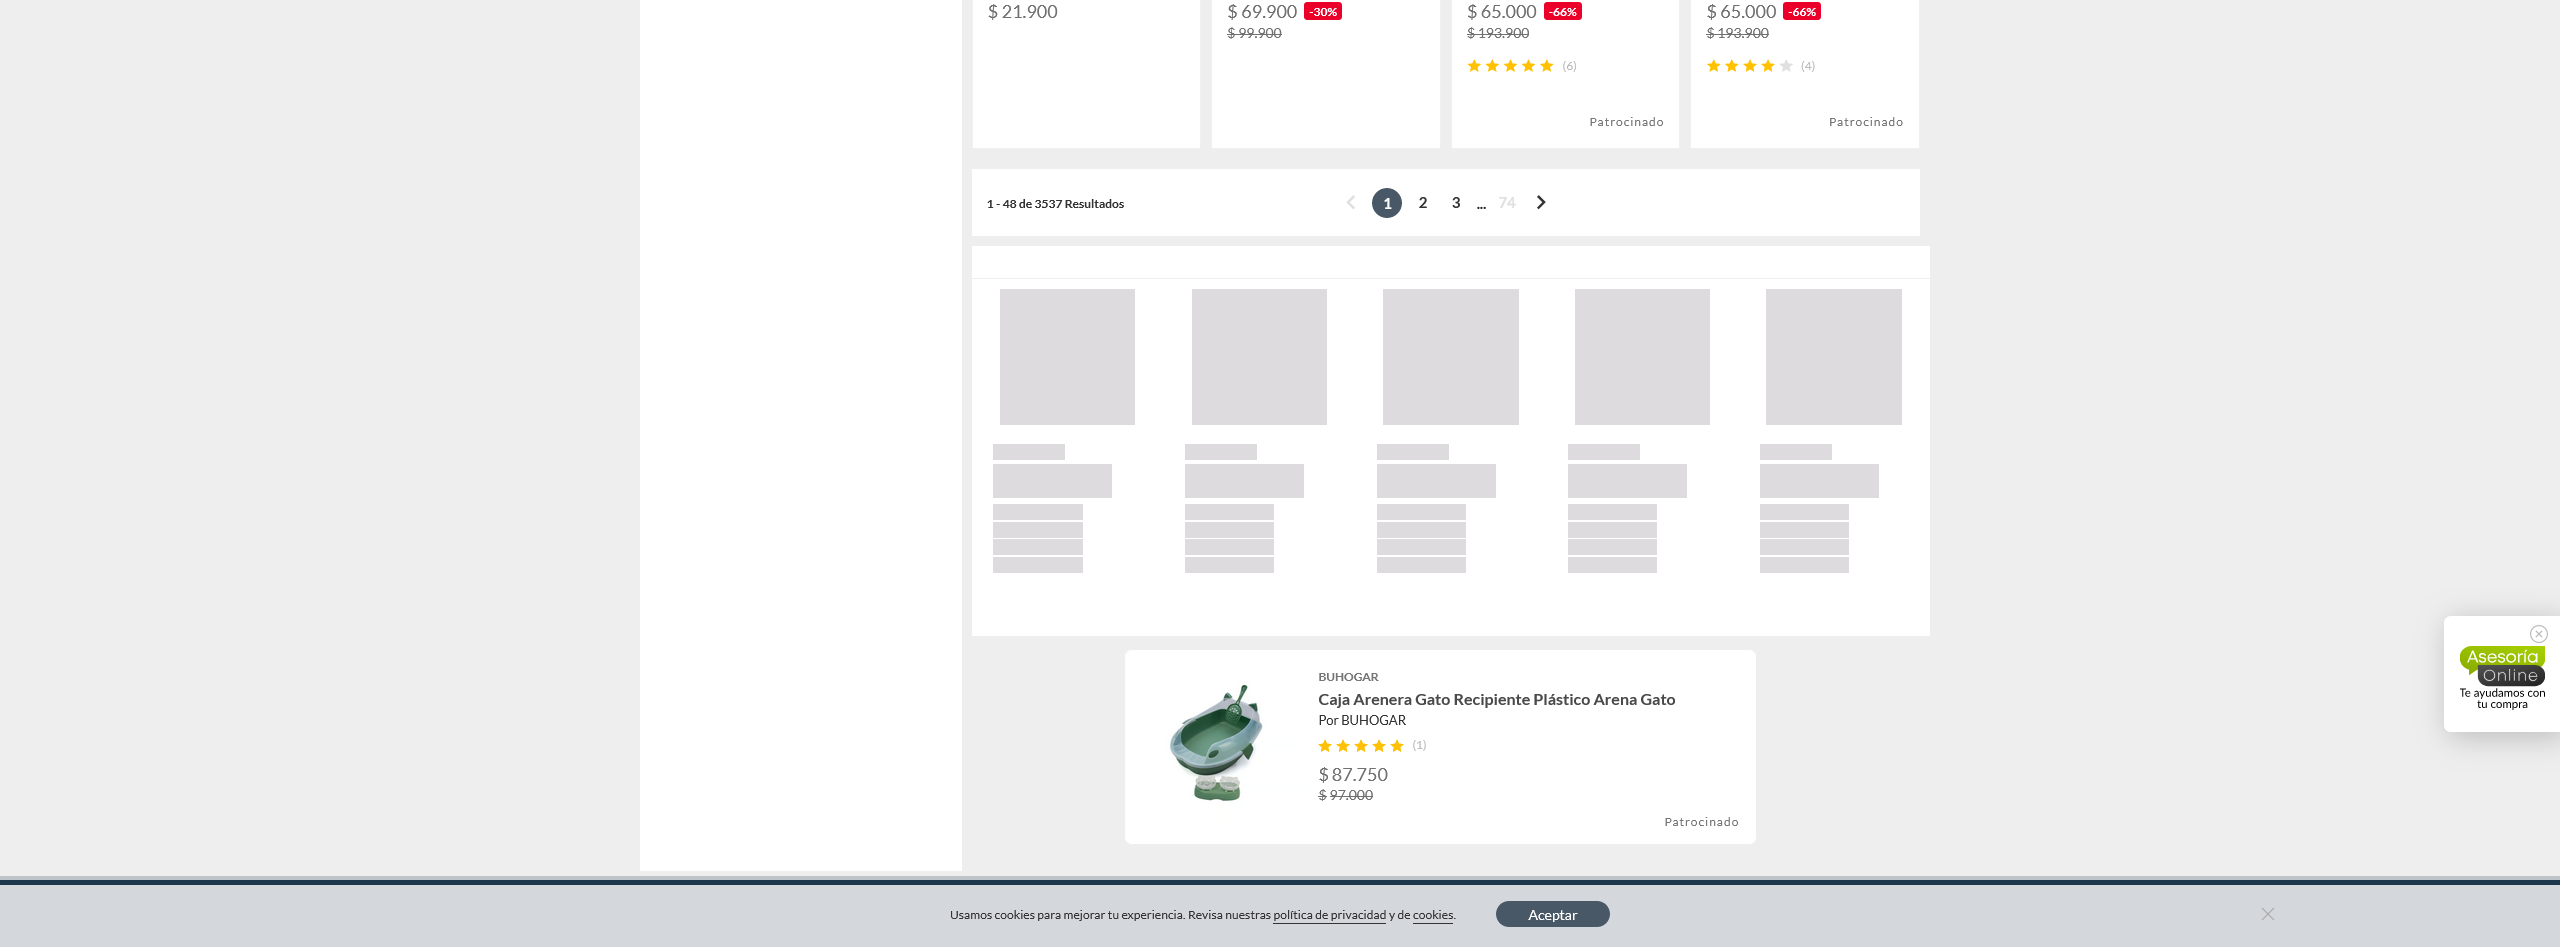 $ 21.900
$ 69.900 -30%
$ 99.900
$ 65.000 -66%
$ 193.900
(6)
Patrocinado
$ 65.000 -66%
$ 193.900
(4)
Patrocinado
1 - 48 de 3537 Resultados
1 2 3 ... 74
BUHOGAR
Caja Arenera Gato Recipiente Plástico Arena Gato
Por BUHOGAR
(1)
$ 87.750
$ 97.000
Patrocinado
Asesoría
Online
Te ayudamos con
tu compra
Usamos cookies para mejorar tu experiencia. Revisa nuestras política de privacidad y de cookies.
Aceptar